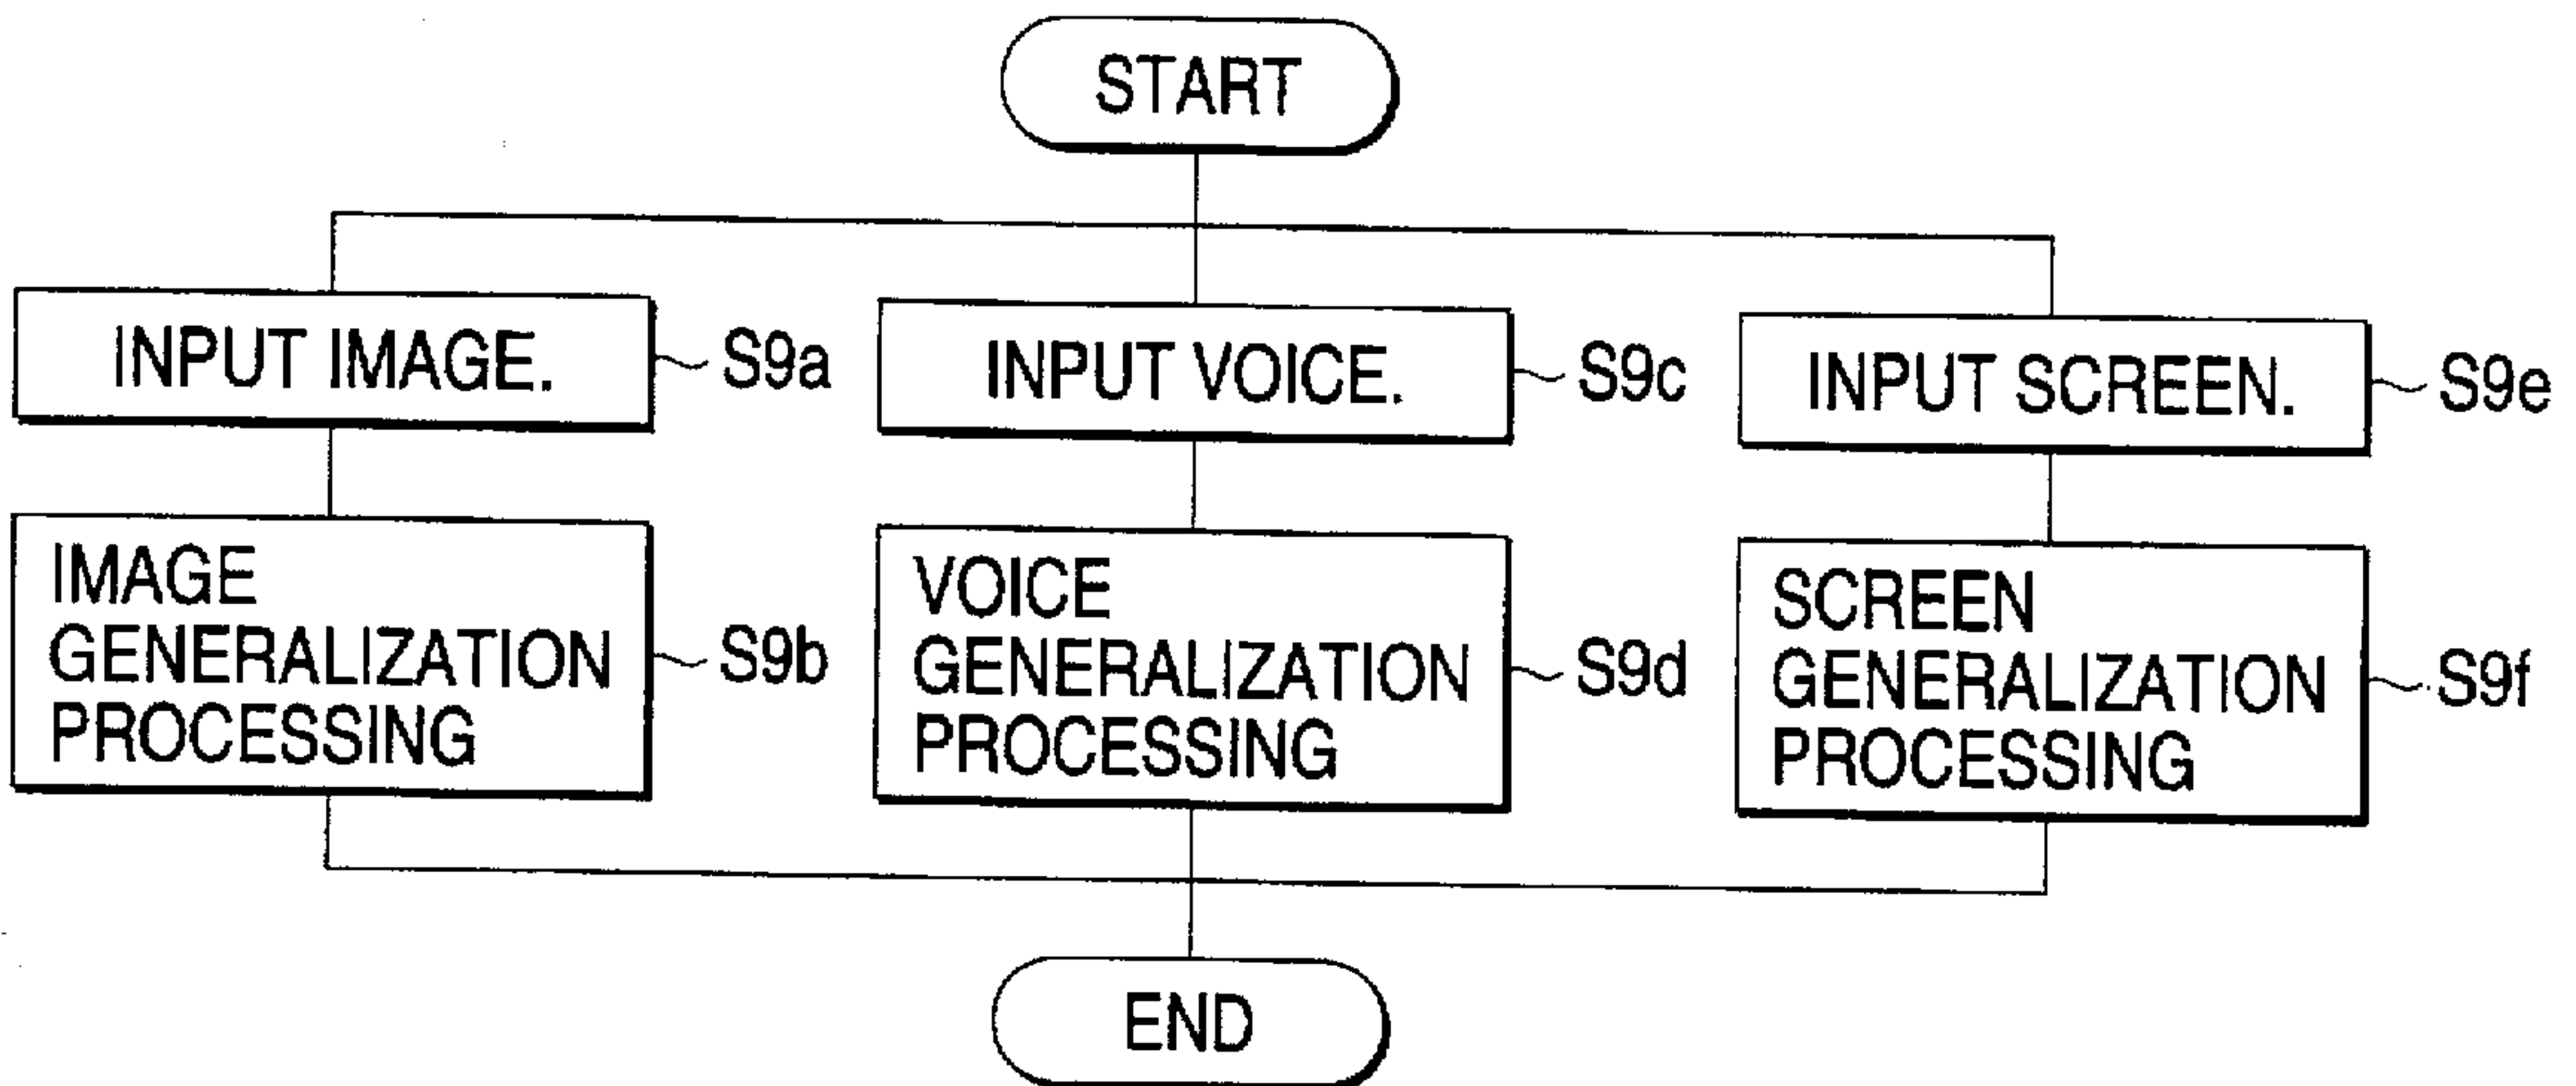 START
INPUT IMAGE.
S9a
INPUT VOICE.
S9c
INPUT SCREEN.
S9e
IMAGE
GENERALIZATION
PROCESSING
S9b
VOICE
GENERALIZATION
PROCESSING
S9d
SCREEN
GENERALIZATION
PROCESSING
S9f
END